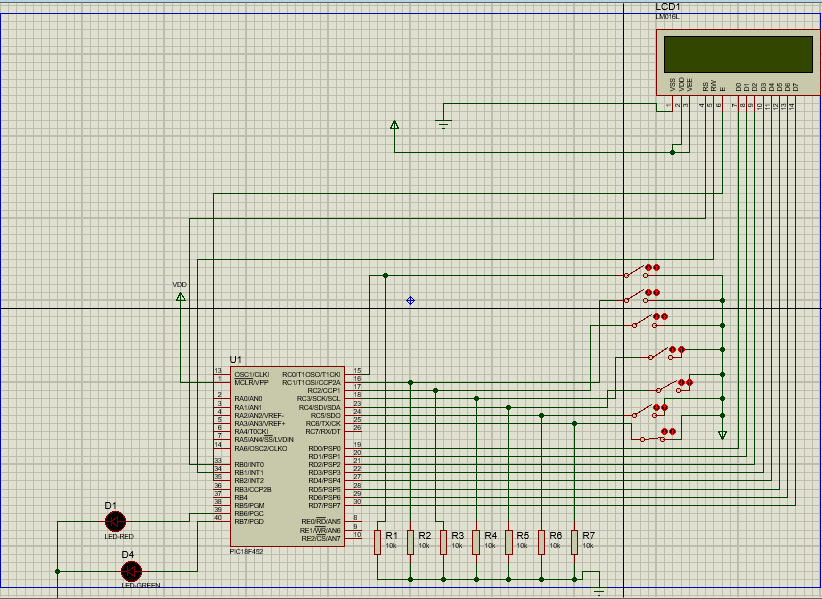 LCD1
LM016L
VSS VDD VEE RS RW E D0 D1 D2 D3 D4 D5 D6 D7
1 2 3 4 5 6 7 8 9 10 11 12 13 14
VDD
U1
13 OSC1/CLKI RC0/T1OSO/T1CKI 15
1 MCLR/VPP RC1/T1OSI/CCP2A 16
RC2/CCP1 17
2 RA0/AN0 RC3/SCK/SCL 18
3 RA1/AN1 RC4/SDI/SDA 23
4 RA2/AN2/VREF- RC5/SDO 24
5 RA3/AN3/VREF+ RC6/TX/CK 25
6 RA4/T0CKI RC7/RX/DT 26
7 RA5/AN4/SS/LVDIN
14 RA6/OSC2/CLKO RD0/PSP0 19
RD1/PSP1 20
33 RB0/INT0 RD2/PSP2 21
34 RB1/INT1 RD3/PSP3 22
35 RB2/INT2 RD4/PSP4 27
36 RB3/CCP2B RD5/PSP5 28
37 RB4 RD6/PSP6 29
38 RB5/PGM RD7/PSP7 30
39 RB6/PGC
40 RB7/PGD RE0/RD/AN5 8
RE1/WR/AN6 9
RE2/CS/AN7 10
PIC18F452
D1
LED-RED
D4
LED-GREEN
R1 R2 R3 R4 R5 R6 R7
10k 10k 10k 10k 10k 10k 10k